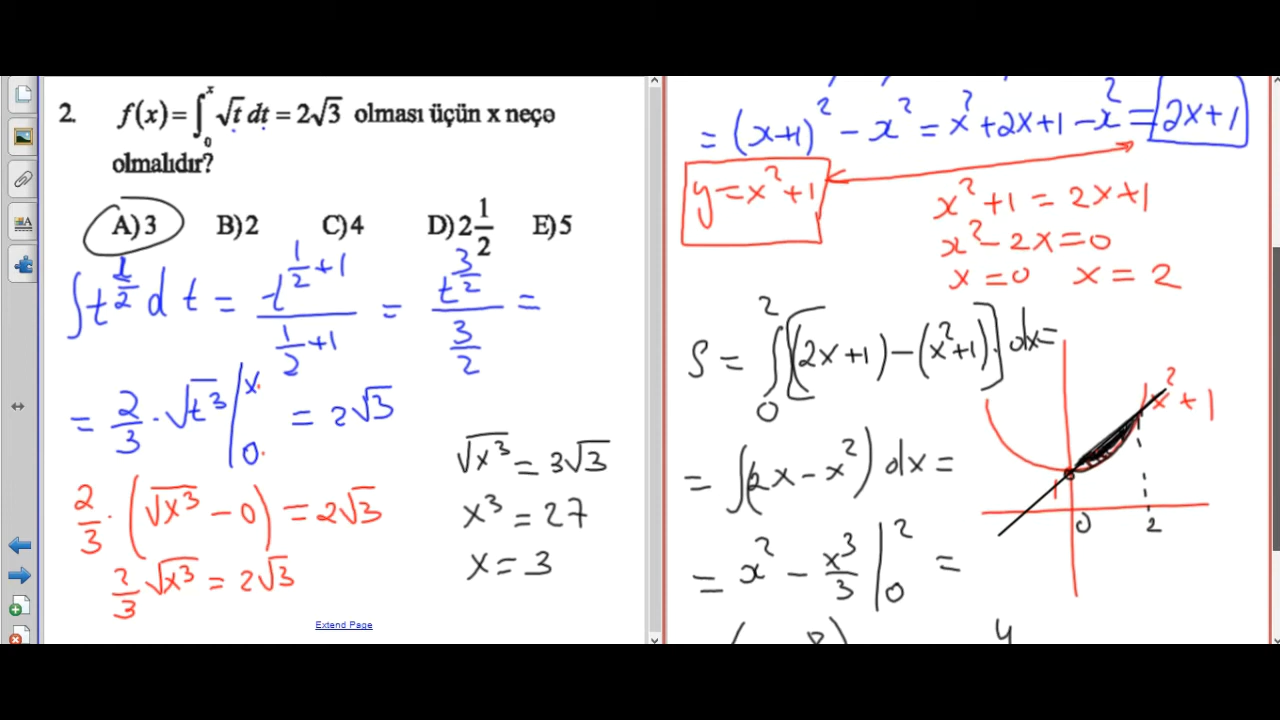 2. f(x) = ∫₀ˣ √t dt = 2√3 olması üçün x neçə
olmalıdır?
A) 3 B) 2 C) 4 D) 2 1/2 E) 5
∫ t^(1/2) dt = t^(1/2+1) / (1/2+1) = t^(3/2) / (3/2) =
= 2/3 · √t³ |₀ˣ = 2√3
2/3 · (√x³ − 0) = 2√3
2/3 √x³ = 2√3
√x³ = 3√3
x³ = 27
x = 3
Extend Page
= (x+1)² − x² = x² + 2x + 1 − x² = 2x+1
y = x² + 1
x² + 1 = 2x + 1
x² − 2x = 0
x = 0 x = 2
S = ∫₀² [(2x+1) − (x²+1)] dx =
= ∫(2x − x²) dx =
= x² − x³/3 |₀² =
x² + 1
1
0 2